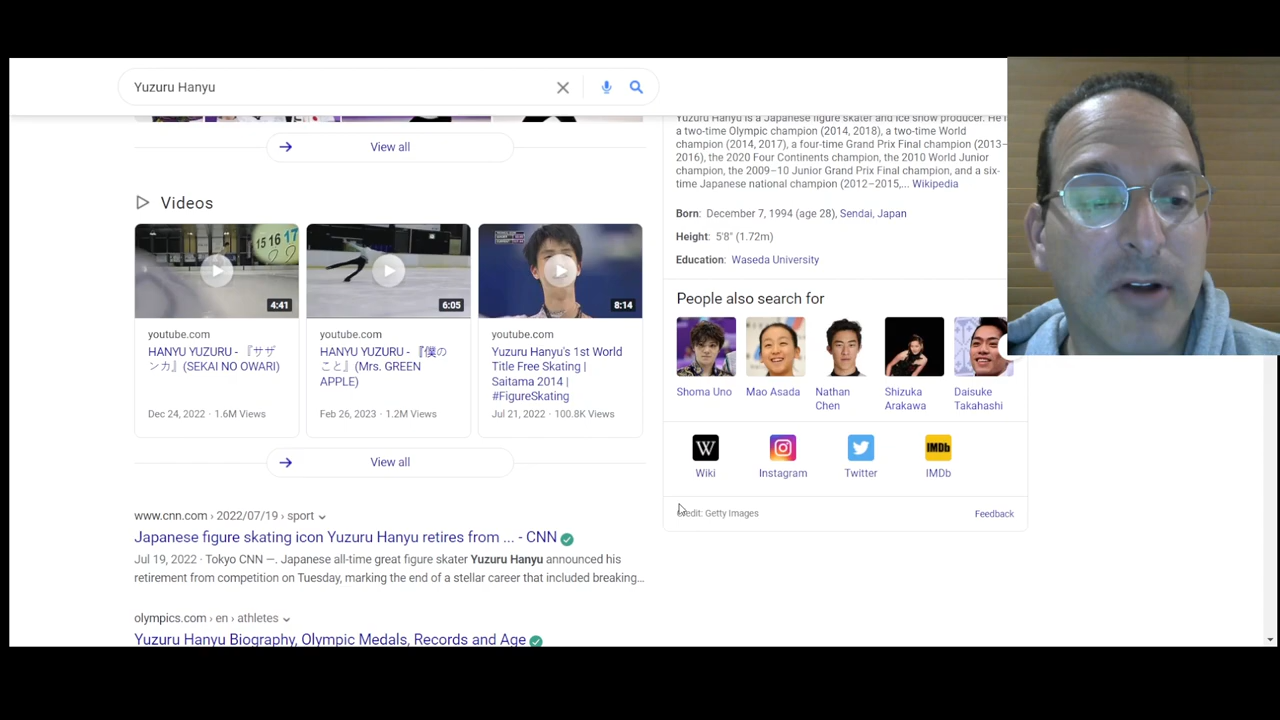 Yuzuru Hanyu
View all
Videos
15 16 17
4:41
6:05
8:14
youtube.com
HANYU YUZURU - 『サザ
ンカ』(SEKAI NO OWARI)
Dec 24, 2022 · 1.6M Views
youtube.com
HANYU YUZURU - 『僕の
こと』(Mrs. GREEN
APPLE)
Feb 26, 2023 · 1.2M Views
youtube.com
Yuzuru Hanyu's 1st World
Title Free Skating |
Saitama 2014 |
#FigureSkating
Jul 21, 2022 · 100.8K Views
View all
www.cnn.com › 2022/07/19 › sport
Japanese figure skating icon Yuzuru Hanyu retires from ... - CNN
Jul 19, 2022 · Tokyo CNN —. Japanese all-time great figure skater Yuzuru Hanyu announced his
retirement from competition on Tuesday, marking the end of a stellar career that included breaking...
olympics.com › en › athletes
Yuzuru Hanyu Biography, Olympic Medals, Records and Age
Yuzuru Hanyu is a Japanese figure skater and ice show producer. He i
a two-time Olympic champion (2014, 2018), a two-time World
champion (2014, 2017), a four-time Grand Prix Final champion (2013–
2016), the 2020 Four Continents champion, the 2010 World Junior
champion, the 2009–10 Junior Grand Prix Final champion, and a six-
time Japanese national champion (2012–2015,... Wikipedia
Born: December 7, 1994 (age 28), Sendai, Japan
Height: 5'8" (1.72m)
Education: Waseda University
People also search for
Shoma Uno
Mao Asada
Nathan
Chen
Shizuka
Arakawa
Daisuke
Takahashi
W
IMDb
Wiki
Instagram
Twitter
IMDb
Credit: Getty Images
Feedback